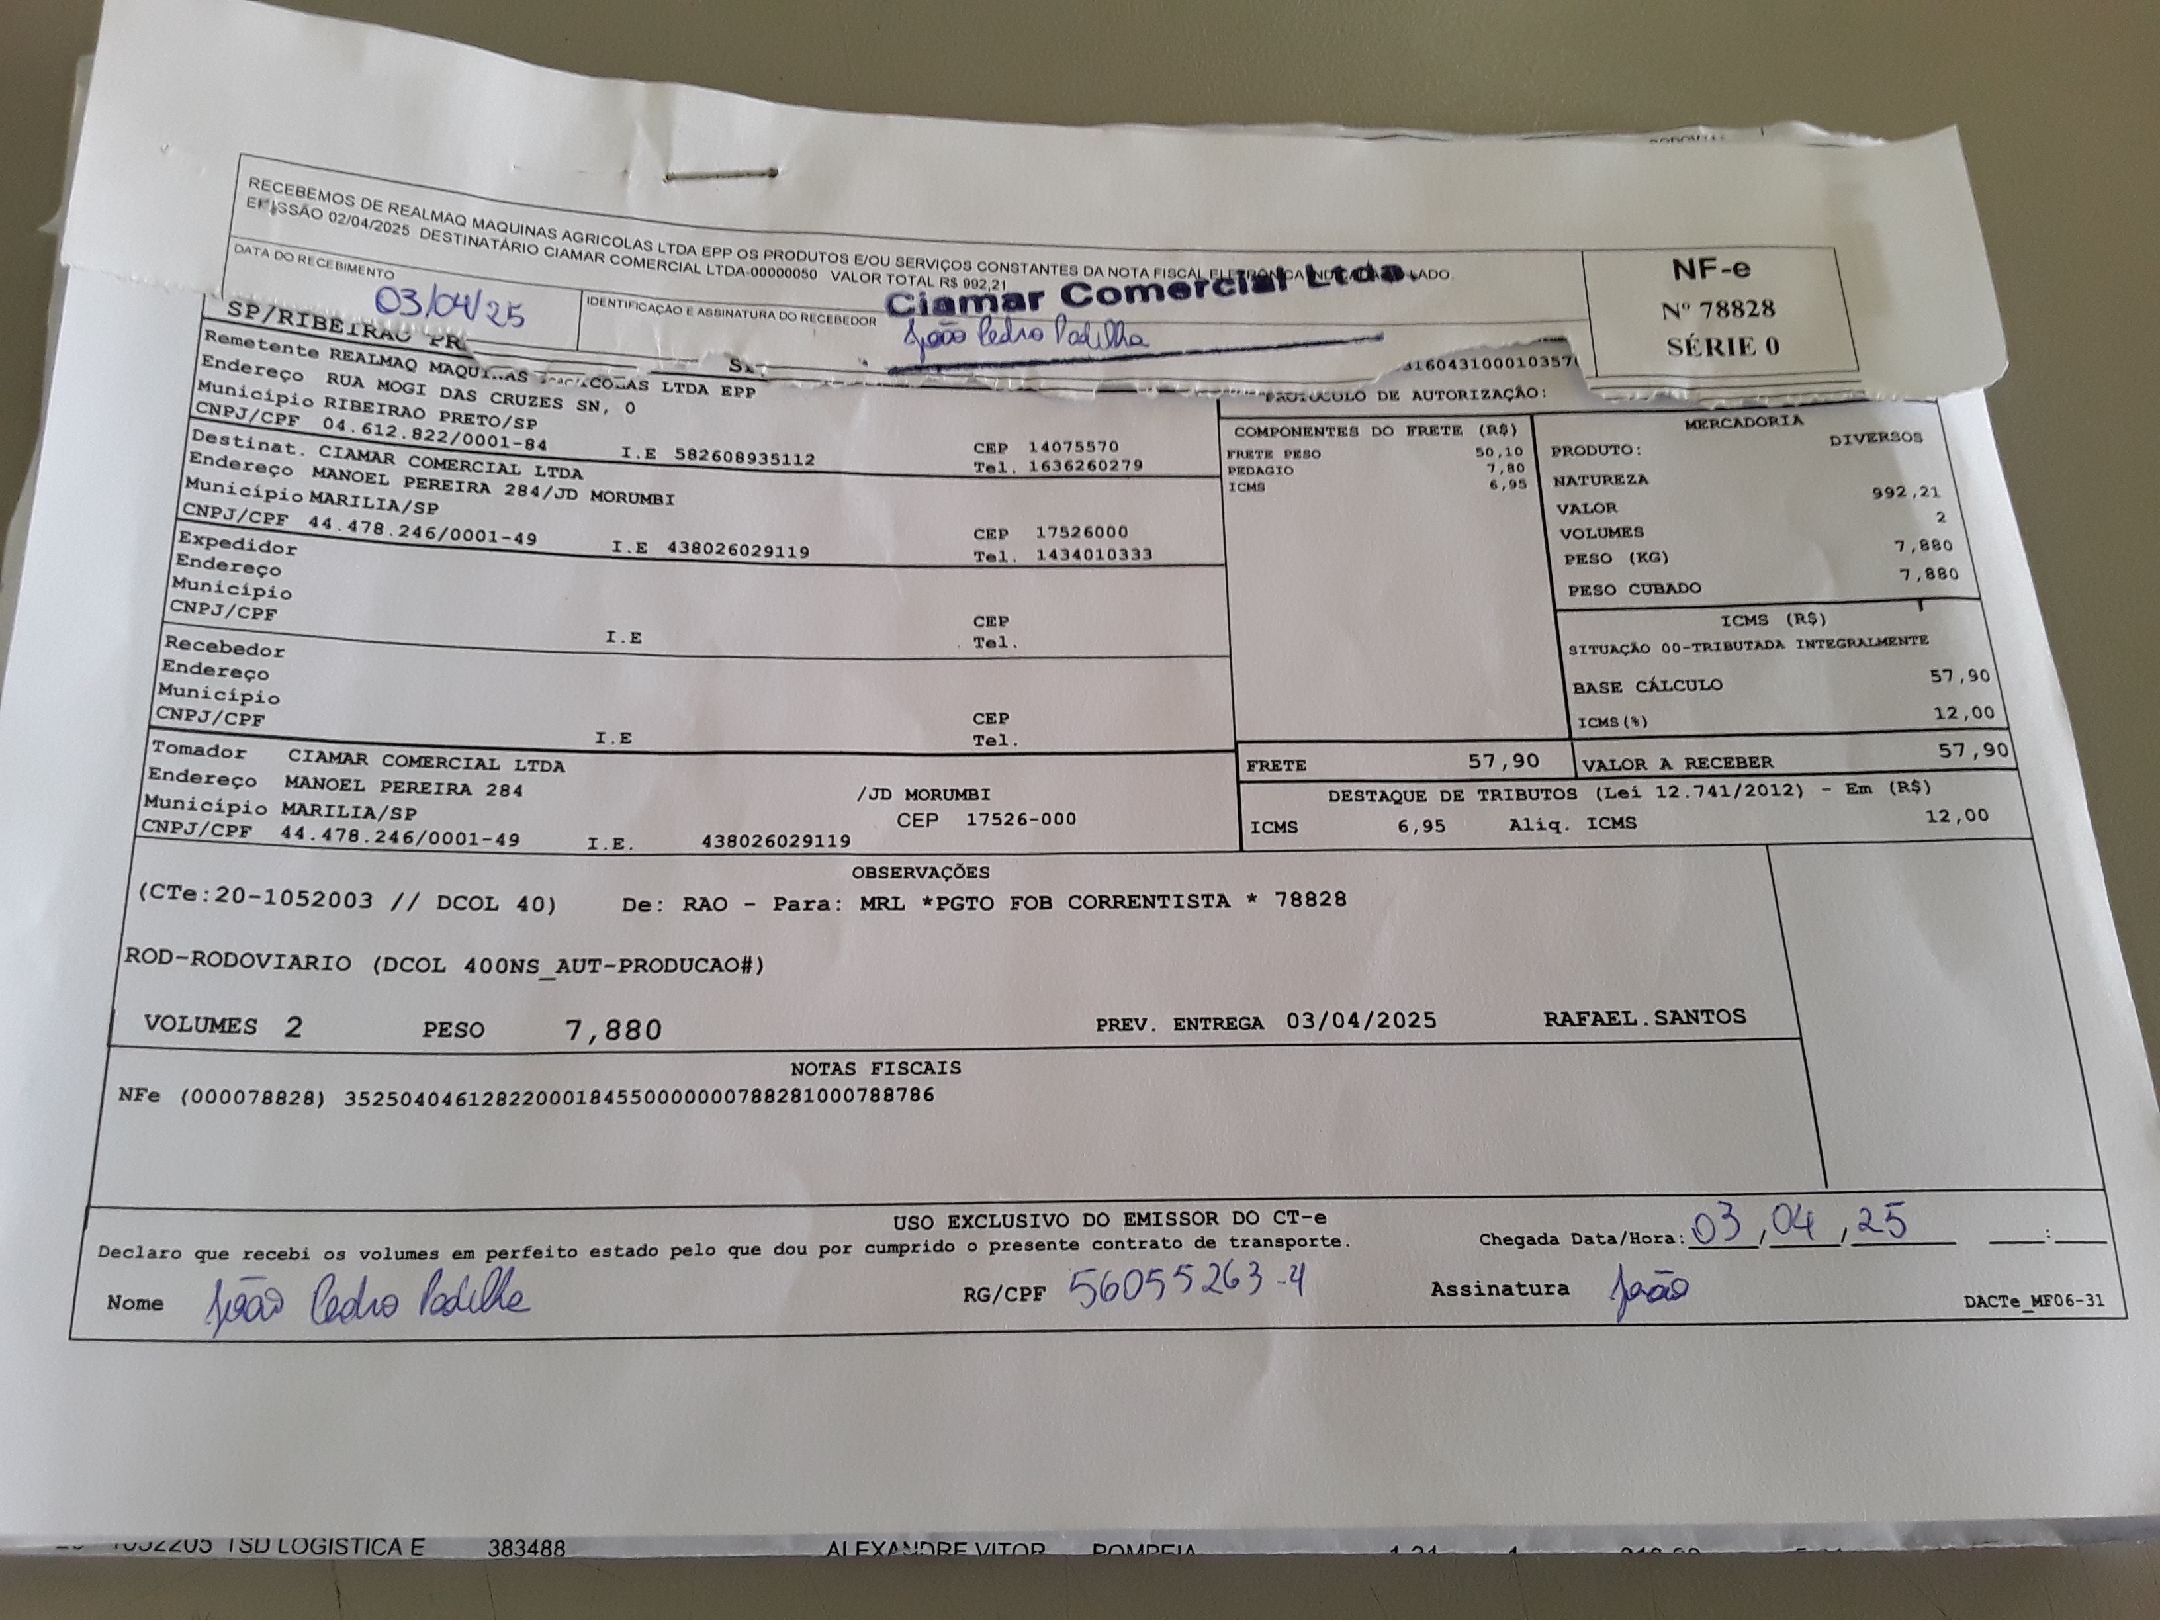 RECEBEMOS DE REALMAQ MAQUINAS AGRICOLAS LTDA EPP OS PRODUTOS E/OU SERVIÇOS CONSTANTES DA NOTA FISCAL ELETRÔNICA INDICADA AO LADO.
EMISSÃO 02/04/2025 DESTINATÁRIO CIAMAR COMERCIAL LTDA-00000050 VALOR TOTAL R$ 992,21
DATA DO RECEBIMENTO
03/04/25
IDENTIFICAÇÃO E ASSINATURA DO RECEBEDOR
Ciamar Comercial Ltda.
João Pedro Padilha
NF-e
Nº 78828
SÉRIE 0
SP/RIBEIRAO PR
Remetente REALMAQ MAQUINAS AGRICOLAS LTDA EPP
Endereço RUA MOGI DAS CRUZES SN, 0
Município RIBEIRAO PRETO/SP
CEP 14075570
CNPJ/CPF 04.612.822/0001-84 I.E 582608935112 Tel. 1636260279
Destinat. CIAMAR COMERCIAL LTDA
Endereço MANOEL PEREIRA 284/JD MORUMBI
Município MARILIA/SP CEP 17526000
CNPJ/CPF 44.478.246/0001-49 I.E 438026029119 Tel. 1434010333
Expedidor
Endereço
Município CEP
CNPJ/CPF I.E Tel.
Recebedor
Endereço
Município CEP
CNPJ/CPF I.E Tel.
Tomador CIAMAR COMERCIAL LTDA
Endereço MANOEL PEREIRA 284 /JD MORUMBI
Município MARILIA/SP CEP 17526-000
CNPJ/CPF 44.478.246/0001-49 I.E. 438026029119
PROTOCOLO DE AUTORIZAÇÃO:
COMPONENTES DO FRETE (R$)
FRETE PESO 50,10
PEDAGIO 7,80
ICMS 6,95
MERCADORIA
PRODUTO: DIVERSOS
NATUREZA
VALOR 992,21
VOLUMES 2
PESO (KG) 7,880
PESO CUBADO 7,880
ICMS (R$)
SITUAÇÃO 00-TRIBUTADA INTEGRALMENTE
BASE CÁLCULO 57,90
ICMS(%) 12,00
FRETE 57,90 VALOR A RECEBER 57,90
DESTAQUE DE TRIBUTOS (Lei 12.741/2012) - Em (R$)
ICMS 6,95 Aliq. ICMS 12,00
OBSERVAÇÕES
(CTe:20-1052003 // DCOL 40) De: RAO - Para: MRL *PGTO FOB CORRENTISTA * 78828
ROD-RODOVIARIO (DCOL 400NS_AUT-PRODUCAO#)
VOLUMES 2 PESO 7,880 PREV. ENTREGA 03/04/2025 RAFAEL.SANTOS
NOTAS FISCAIS
NFe (000078828) 35250404612822000184550000000788281000788786
USO EXCLUSIVO DO EMISSOR DO CT-e
Declaro que recebi os volumes em perfeito estado pelo que dou por cumprido o presente contrato de transporte. Chegada Data/Hora: 03,04,25 :
Nome João Pedro Padilha RG/CPF 56055263-4 Assinatura João
DACTe_MF06-31
1052205 TSD LOGISTICA E 383488 ALEXANDRE VITOR POMPEIA